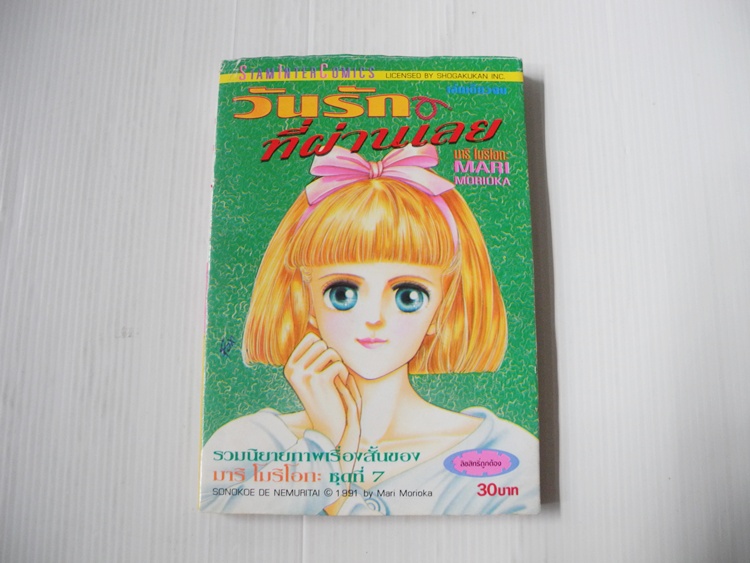 SIAMINTERCOMICS
LICENSED BY SHOGAKUKAN INC.
วันรัก
ที่ผ่านเลย
มาริ โมริโอกะ
MARI
MORIOKA
รวมนิยายภาพเรื่องสั้นของ
มาริ โมริโอกะ ชุดที่ 7
ลิขสิทธิ์ถูกต้อง
30บาท
SONOKOE DE NEMURITAI © 1991 by Mari Morioka